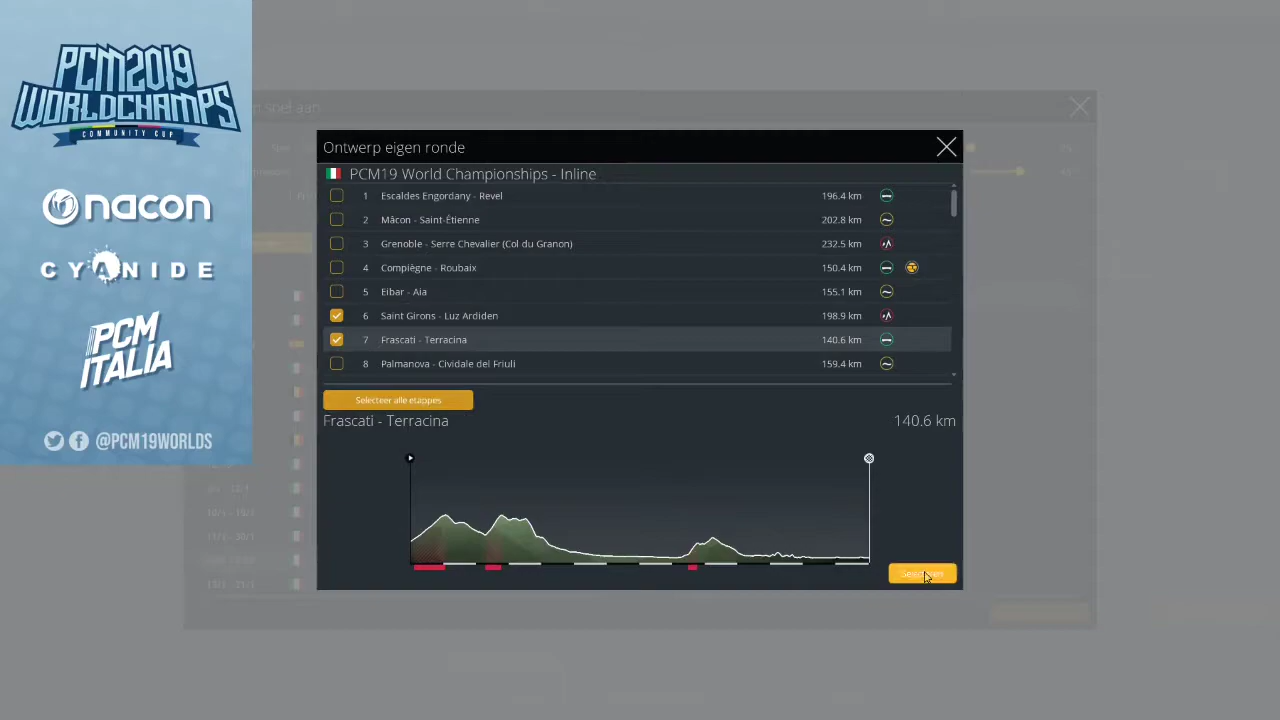 PCM2019
WORLDCHAMPS
COMMUNITY CUP
nacon
CYANIDE
PCM
ITALIA
@PCM19WORLDS
Ontwerp eigen ronde
PCM19 World Championships - Inline
1 Escaldes Engordany - Revel 196.4 km
2 Mâcon - Saint-Étienne 202.8 km
3 Grenoble - Serre Chevalier (Col du Granon) 232.5 km
4 Compiègne - Roubaix 150.4 km
5 Eibar - Aia 155.1 km
6 Saint Girons - Luz Ardiden 198.9 km
7 Frascati - Terracina 140.6 km
8 Palmanova - Cividale del Friuli 159.4 km
Selecteer alle etappes
Frascati - Terracina 140.6 km